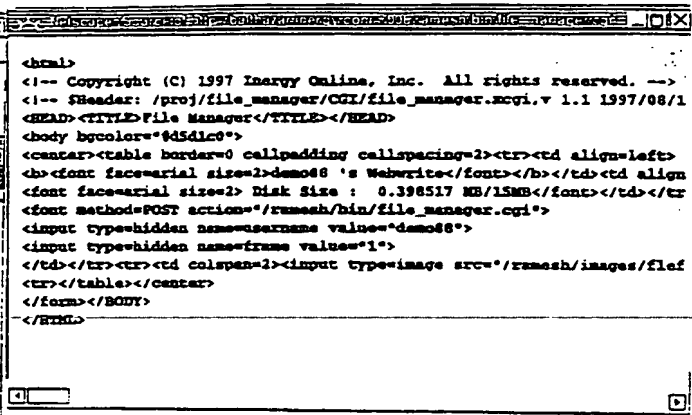 <html>
<!-- Copyright (C) 1997 Inergy Online, Inc. All rights reserved. -->
<!-- $Header: /proj/file_manager/CGI/file_manager.xcgi,v 1.1 1997/08/1
<HEAD><TITLE>File Manager</TITLE></HEAD>
<body bgcolor="#d5d1c0">
<center><table border=0 cellpadding cellspacing=2><tr><td align=left>
<b><font face=arial size=2>demo88 's Webwrite</font></b></td><td align
<font face=arial size=2> Disk Size : 0.398517 MB/15MB</font></td></tr
<font method=POST action="/ramesh/bin/file_manager.cgi">
<input type=hidden name=username value="demo88">
<input type=hidden name=frame value="1">
</td></tr><tr><td colspan=2><input type=image src="/ramesh/images/flef
<tr></table></center>
</form></BODY>
</HTML>